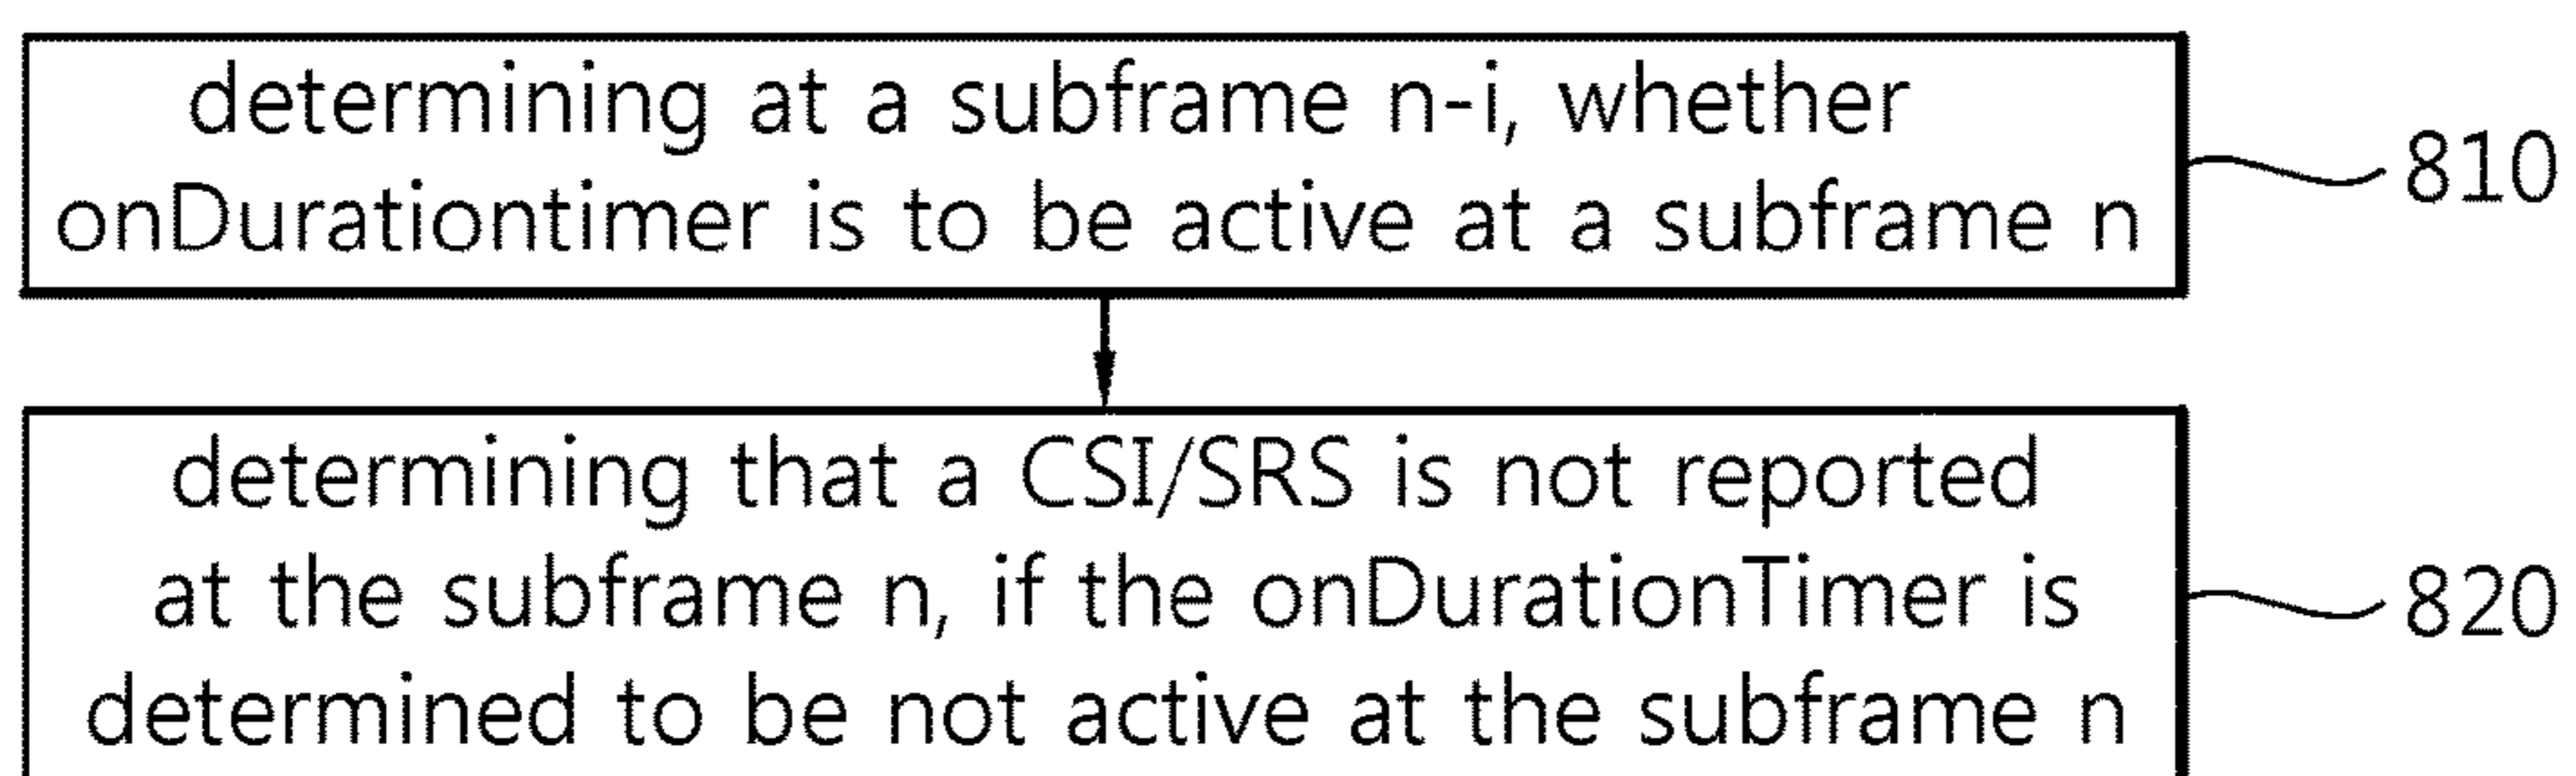 determining at a subframe n-i, whether
onDurationtimer is to be active at a subframe n
810
determining that a CSI/SRS is not reported
at the subframe n, if the onDurationTimer is
determined to be not active at the subframe n
820